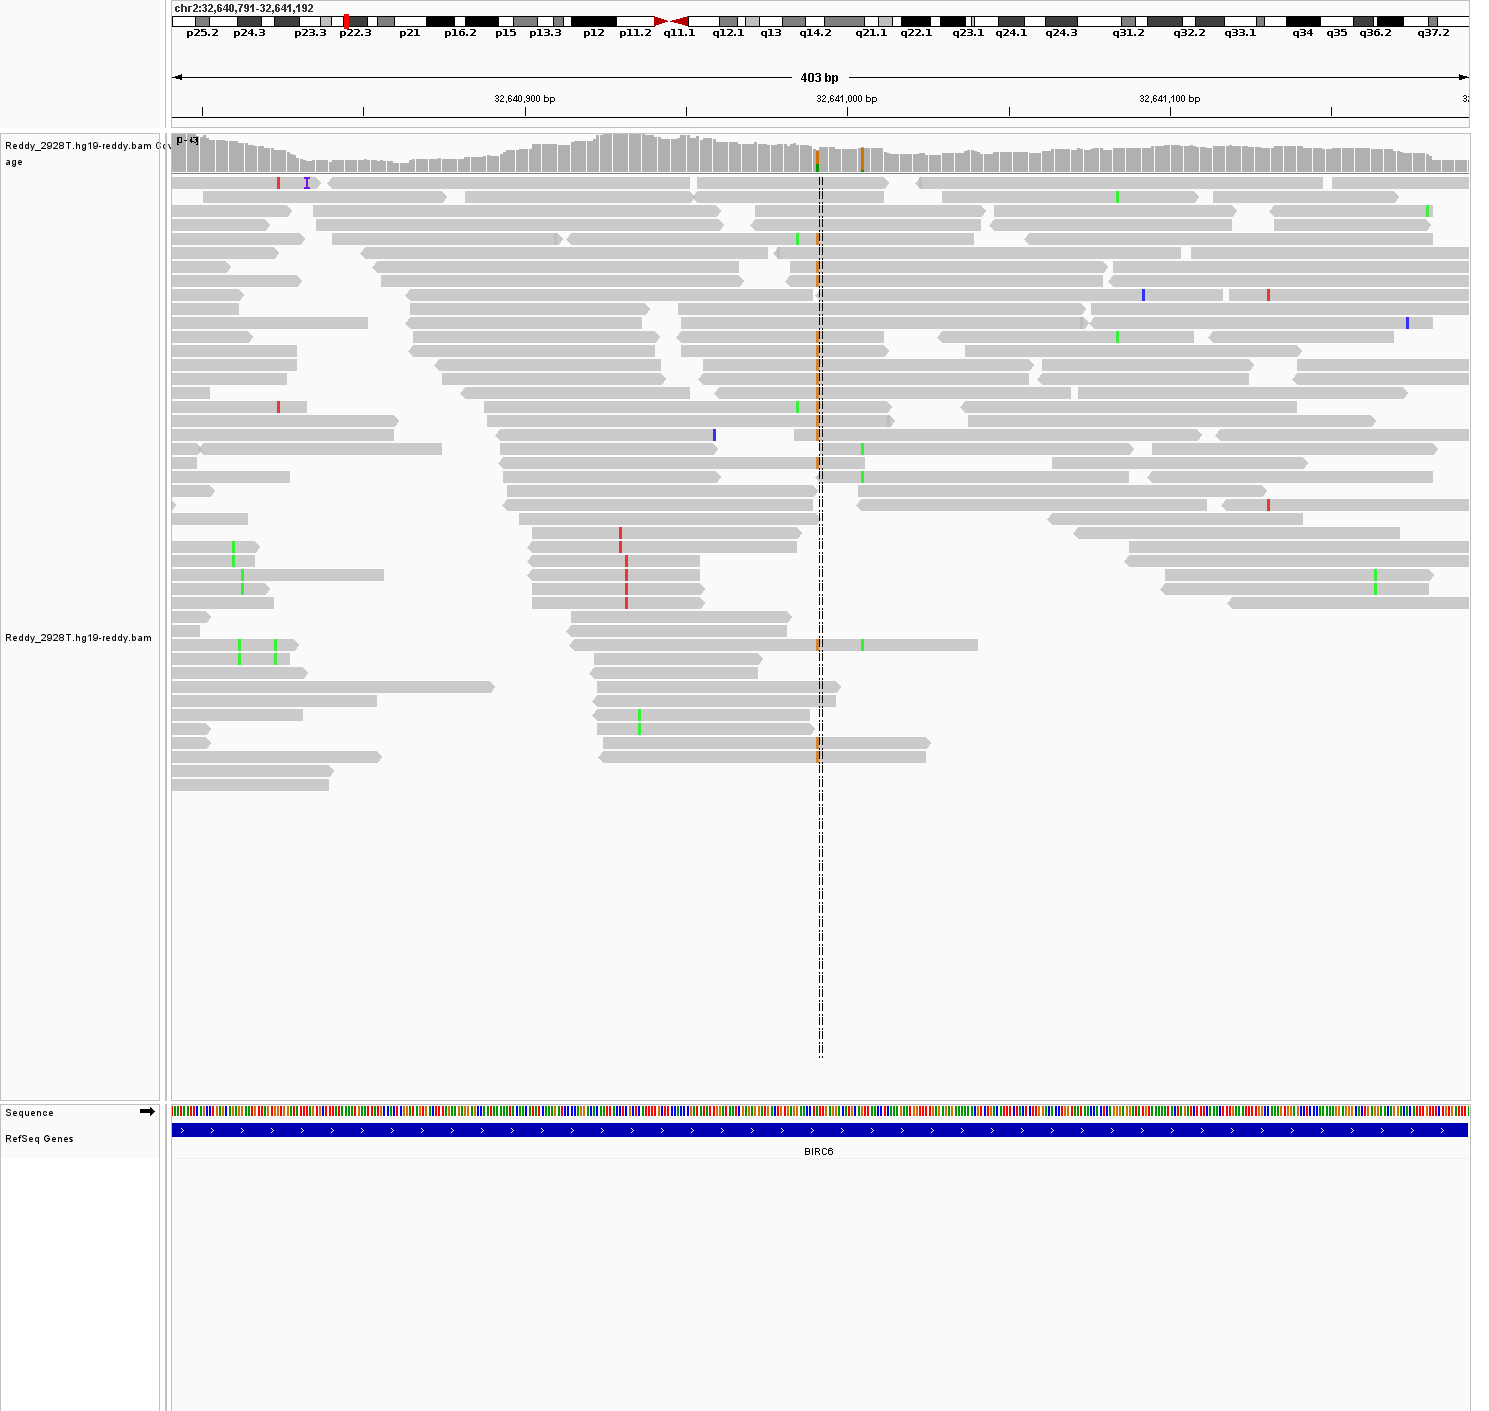 chr2:32,640,791-32,641,192
p25.2 p24.3 p23.3 p22.3 p21 p16.2 p15 p13.3 p12 p11.2 q11.1 q12.1 q13 q14.2 q21.1 q22.1 q23.1 q24.1 q24.3 q31.2 q32.2 q33.1 q34 q35 q36.2 q37.2
403 bp
32,640,900 bp 32,641,000 bp 32,641,100 bp 32
Reddy_2928T.hg19-reddy.bam Cov
age
Reddy_2928T.hg19-reddy.bam
Sequence
RefSeq Genes
BIRC6